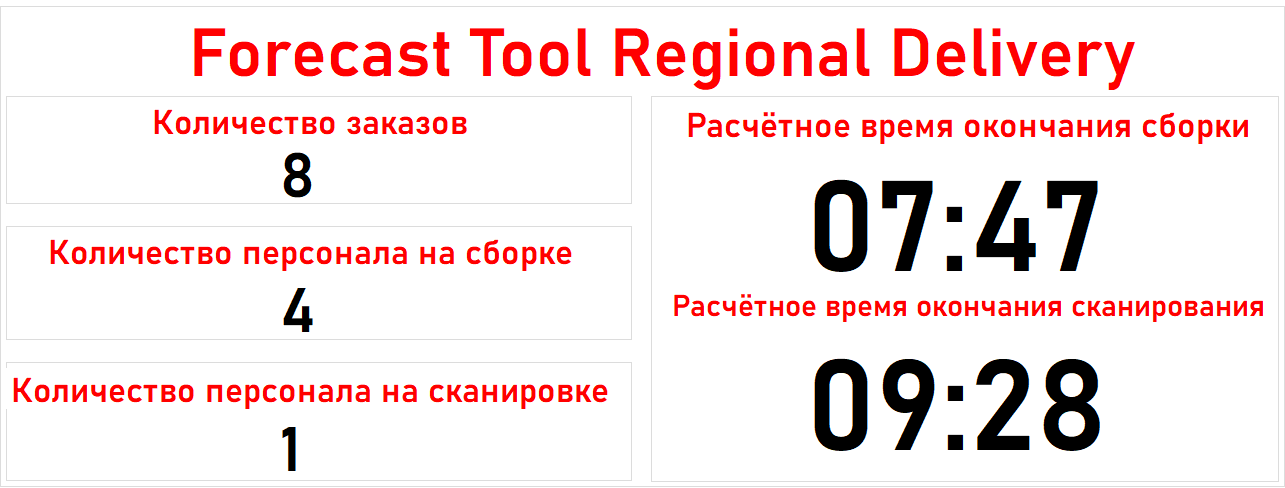 Forecast Tool Regional Delivery
Количество заказов
8
Количество персонала на сборке
4
Количество персонала на сканировке
1
Расчётное время окончания сборки
07:47
Расчётное время окончания сканирования
09:28